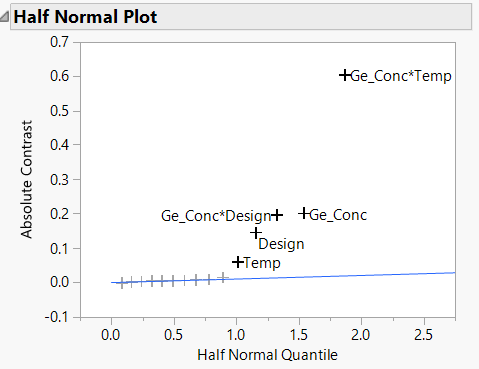 Half Normal Plot
0.7
0.6
0.5
0.4
0.3
0.2
0.1
0.0
-0.1
Absolute Contrast
Ge_Conc*Temp
Ge_Conc*Design
Ge_Conc
Design
Temp
0.0 0.5 1.0 1.5 2.0 2.5
Half Normal Quantile